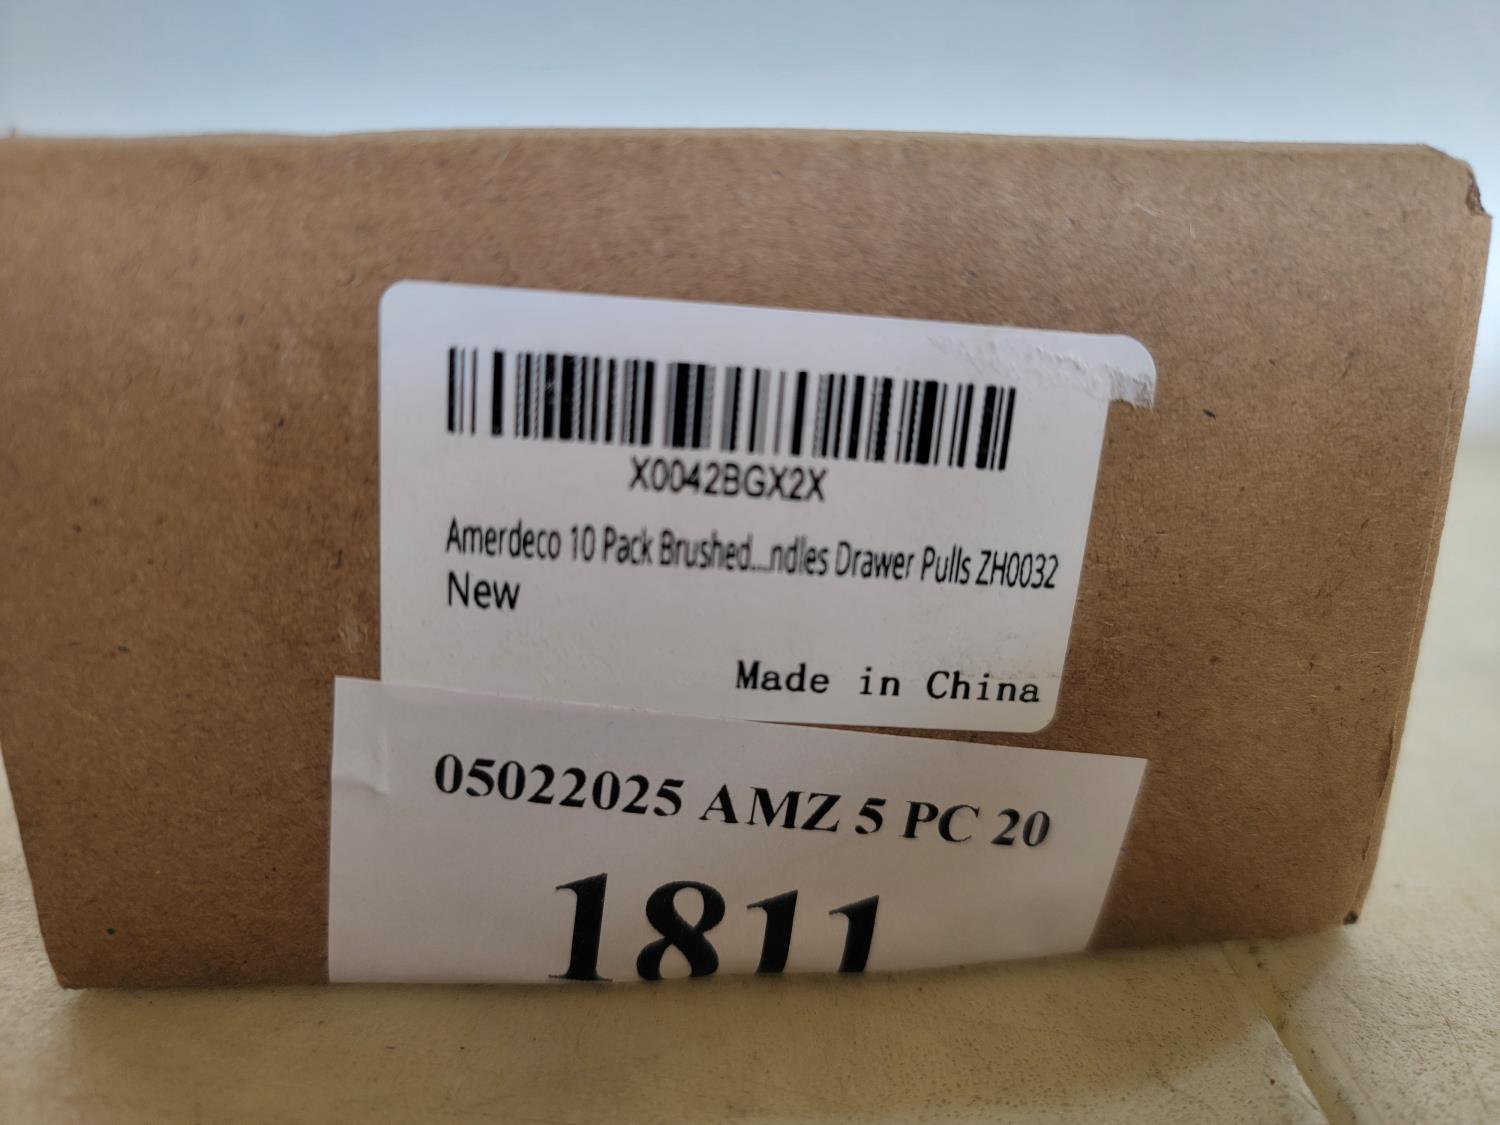 X0042BGX2X
Amerdeco 10 Pack Brushed...ndles Drawer Pulls ZH0032
New
Made in China
05022025 AMZ 5 PC 20
1811